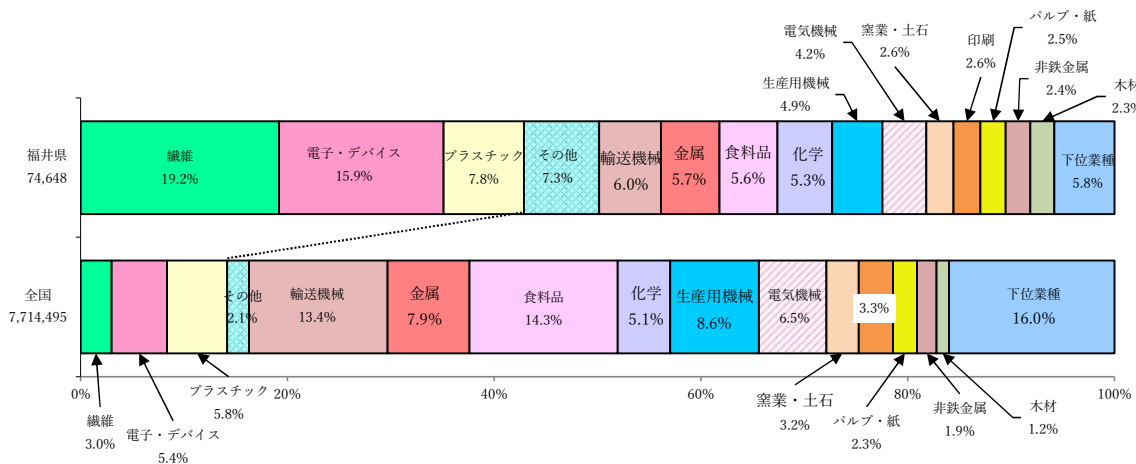 パルプ・紙
2.5%
電気機械
4.2%
窯業・土石
2.6%
印刷
2.6%
非鉄金属
2.4%
生産用機械
4.9%
木材
2.3%
福井県
74,648
繊維
19.2%
電子・デバイス
15.9%
プラスチック
7.8%
その他
7.3%
輸送機械
6.0%
金属
5.7%
食料品
5.6%
化学
5.3%
下位業種
5.8%
全国
7,714,495
その他
2.1%
輸送機械
13.4%
金属
7.9%
食料品
14.3%
化学
5.1%
生産用機械
8.6%
電気機械
6.5%
3.3%
下位業種
16.0%
0%
20%
40%
60%
80%
100%
プラスチック
5.8%
繊維
3.0%
電子・デバイス
5.4%
窯業・土石
3.2%
パルプ・紙
2.3%
非鉄金属
1.9%
木材
1.2%